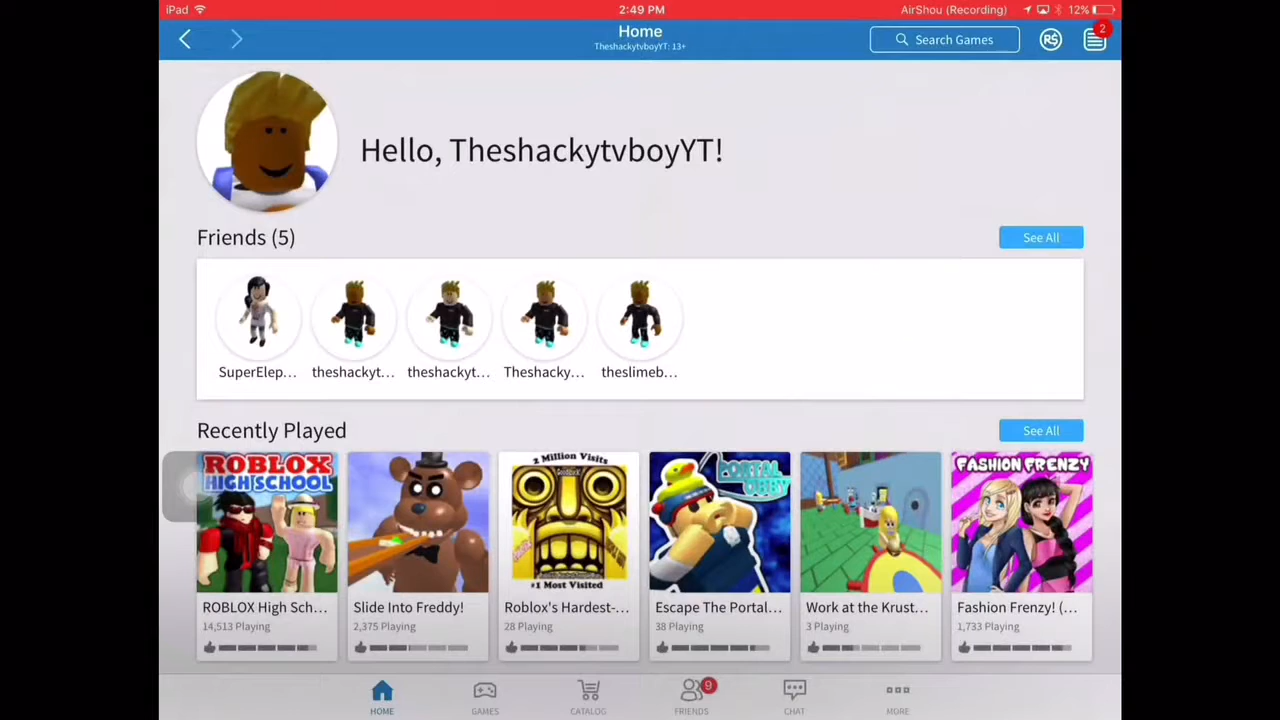 iPad 2:49 PM AirShou (Recording) 12%
Home
TheshackytvboyYT: 13+
Search Games
R$
2
Hello, TheshackytvboyYT!
Friends (5)
See All
SuperElep... theshackyt... theshackyt... Theshacky... theslimeb...
Recently Played
See All
ROBLOX
HIGH SCHOOL
2 Million Visits
#1 Most Visited
PORTAL
OBBY
FASHION FRENZY
ROBLOX High Sch... Slide Into Freddy! Roblox's Hardest-... Escape The Portal... Work at the Krust... Fashion Frenzy! (...
14,513 Playing 2,375 Playing 28 Playing 38 Playing 3 Playing 1,733 Playing
9
HOME GAMES CATALOG FRIENDS CHAT MORE